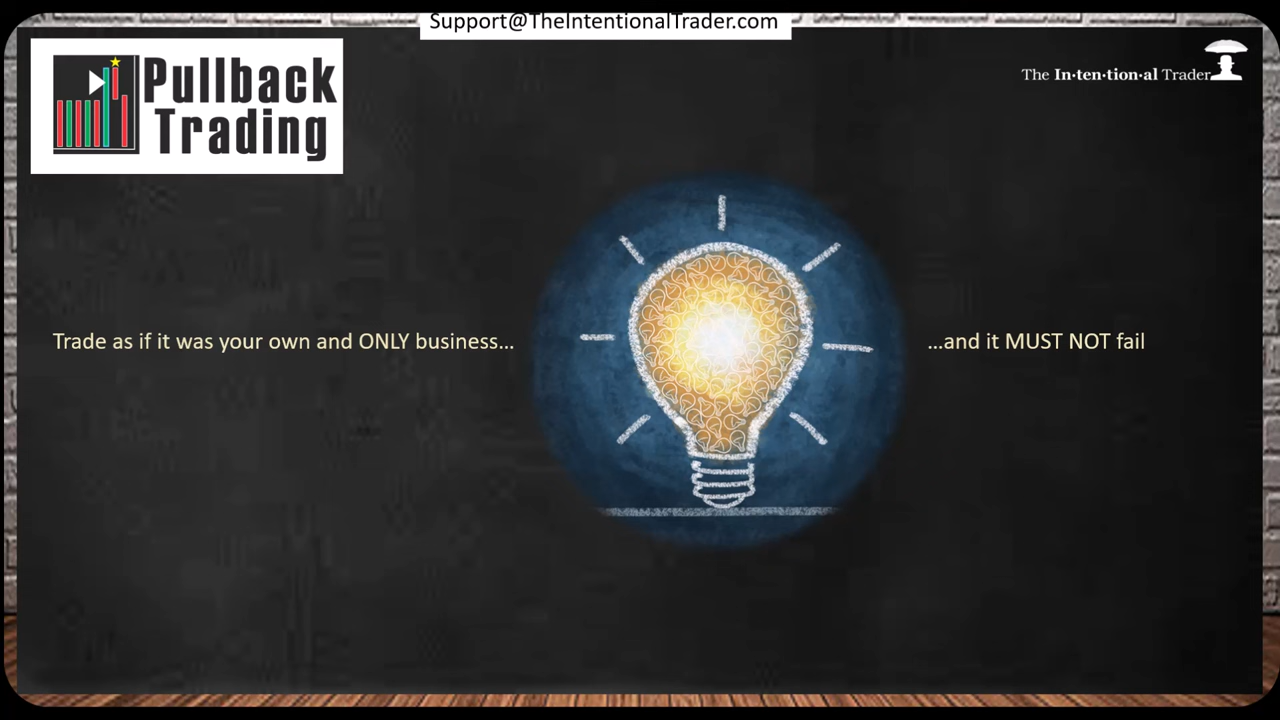 Support@TheIntentionalTrader.com
Pullback
Trading
The In·ten·tion·al Trader
Trade as if it was your own and ONLY business...
...and it MUST NOT fail